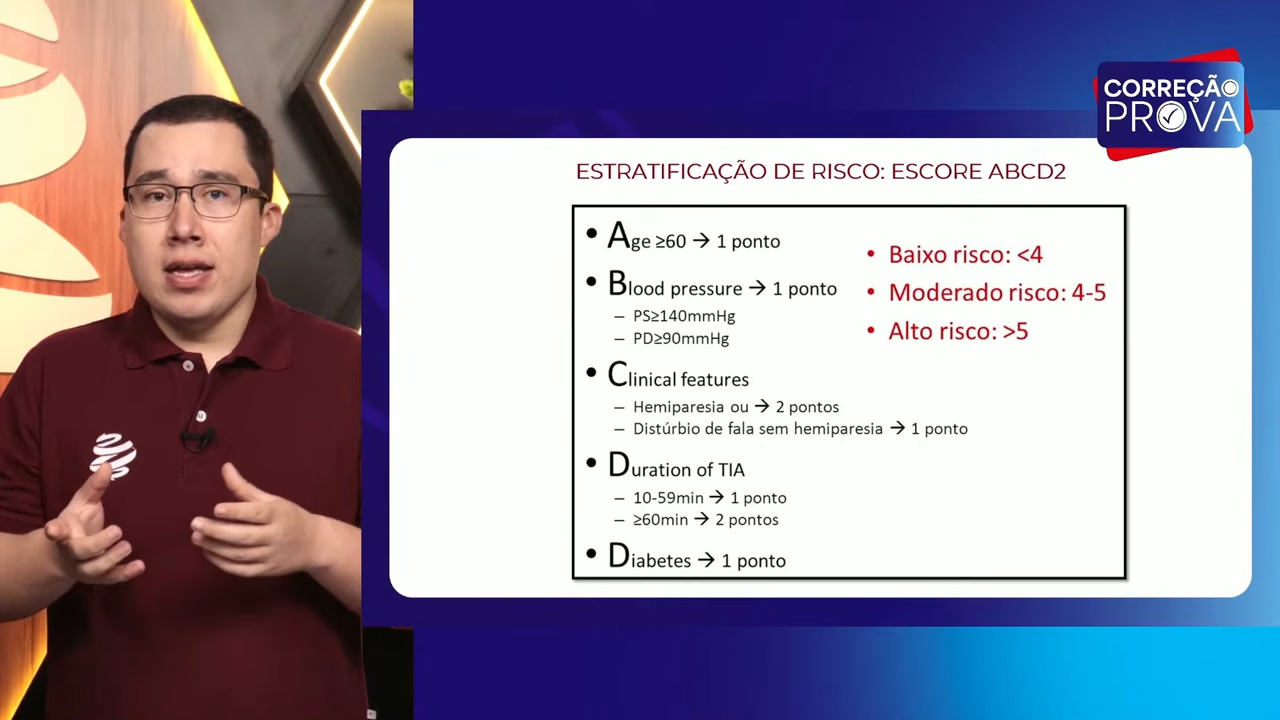 CORREÇÃO
PROVA
ESTRATIFICAÇÃO DE RISCO: ESCORE ABCD2
• Age ≥60 → 1 ponto
• Blood pressure → 1 ponto
– PS≥140mmHg
– PD≥90mmHg
• Clinical features
– Hemiparesia ou → 2 pontos
– Distúrbio de fala sem hemiparesia → 1 ponto
• Duration of TIA
– 10-59min → 1 ponto
– ≥60min → 2 pontos
• Diabetes → 1 ponto
• Baixo risco: <4
• Moderado risco: 4-5
• Alto risco: >5